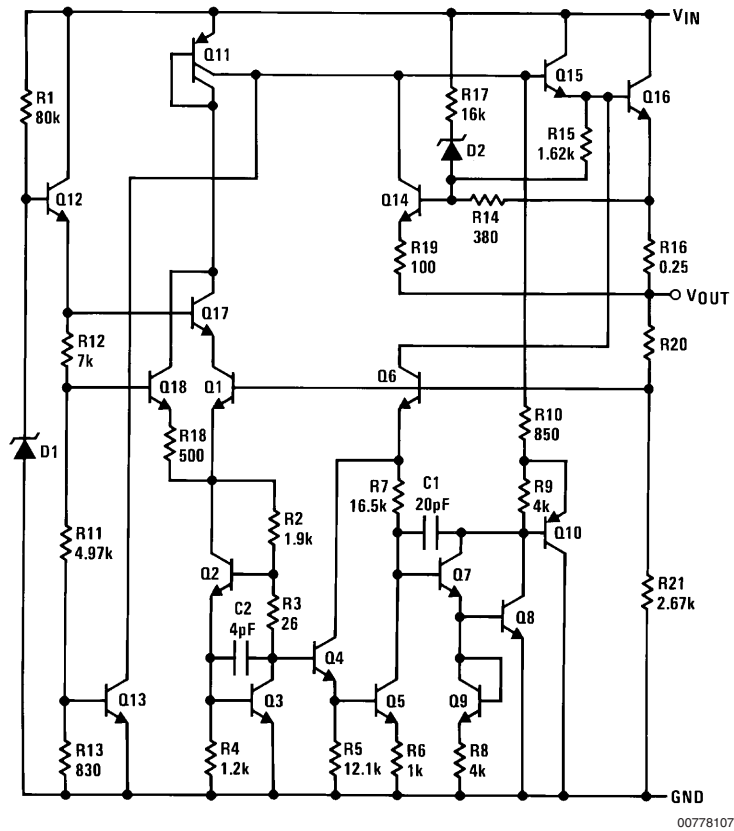 VIN
Q11
Q15
Q16
R1
80k
R17
16k
R15
1.62k
D2
Q12
Q14
R14
380
R19
100
R16
0.25
VOUT
Q17
R12
7k
R20
Q18
Q1
Q6
R18
500
R10
850
D1
R7
16.5k
C1
20pF
R9
4k
Q10
R2
1.9k
R11
4.97k
Q2
Q7
R3
26
Q8
R21
2.67k
C2
4pF
Q4
Q13
Q3
Q5
Q9
R13
830
R4
1.2k
R5
12.1k
R6
1k
R8
4k
GND
00778107